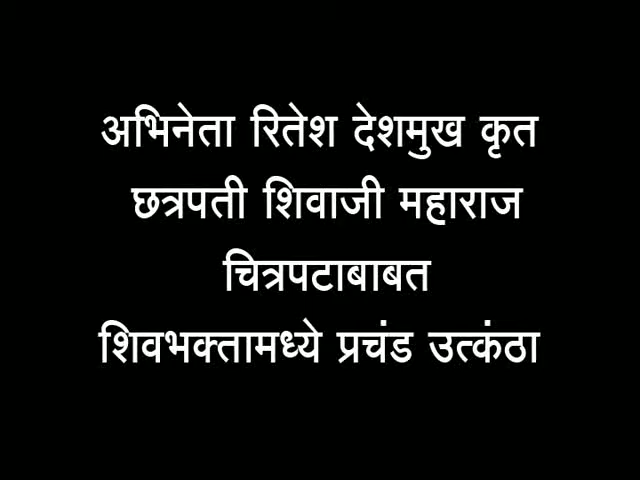 अभिनेता रितेश देशमुख कृत
छत्रपती शिवाजी महाराज
चित्रपटाबाबत
शिवभक्तामध्ये प्रचंड उत्कंठा